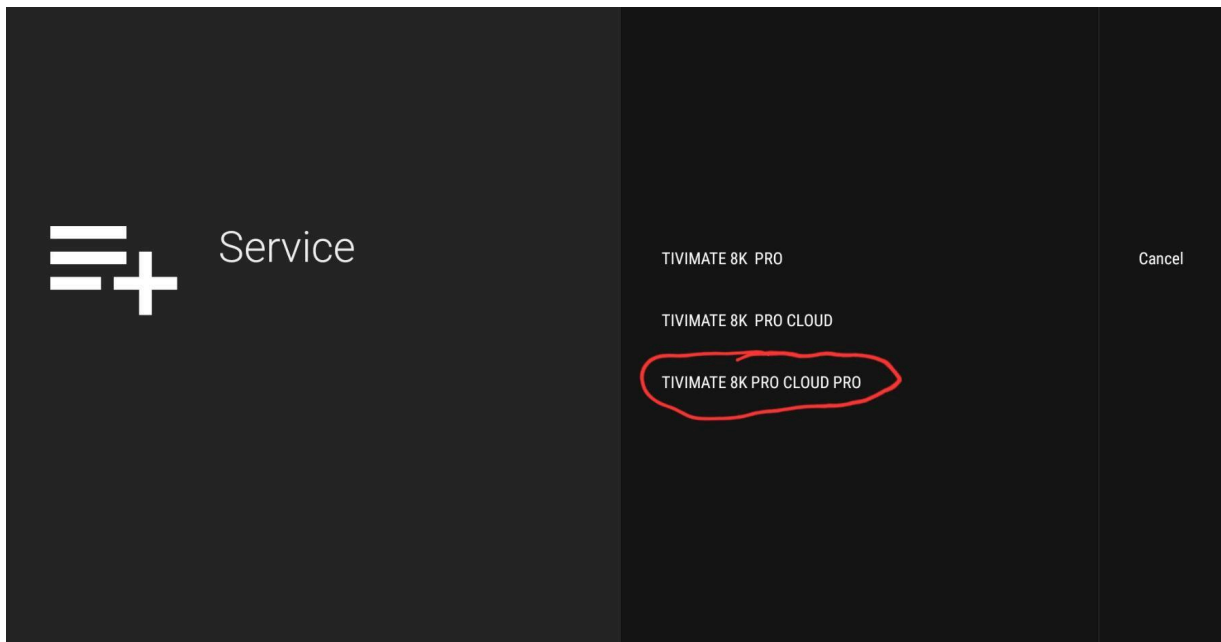 Service
TIVIMATE 8K  PRO
Cancel
TIVIMATE 8K  PRO CLOUD
TIVIMATE 8K PRO CLOUD PRO